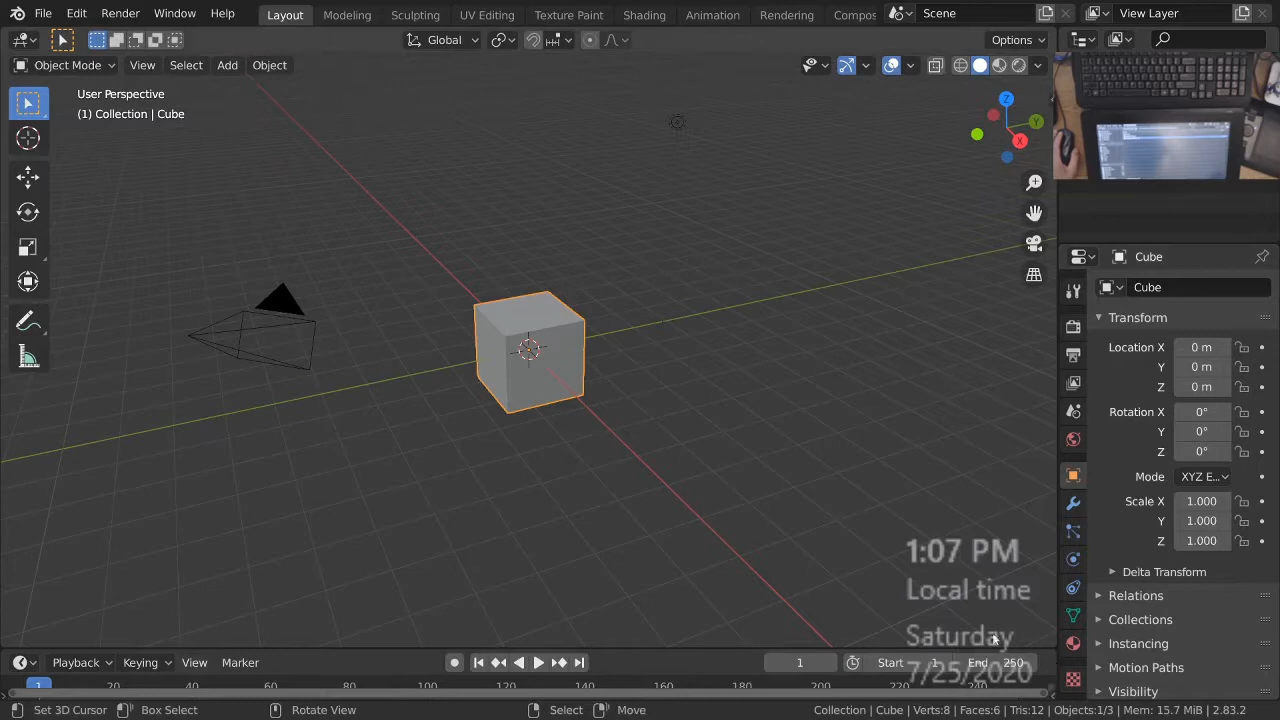 File Edit Render Window Help Layout Modeling Sculpting UV Editing Texture Paint Shading Animation Rendering Compos Scene View Layer
Global Options
Object Mode View Select Add Object
User Perspective
(1) Collection | Cube
Z
Y
X
Cube
Cube
Transform
Location X 0 m
Y 0 m
Z 0 m
Rotation X 0°
Y 0°
Z 0°
Mode XYZ E...
Scale X 1.000
Y 1.000
Z 1.000
Delta Transform
Relations
Collections
Instancing
Motion Paths
Visibility
1:07 PM
Local time
Saturday
7/25/2020
Playback Keying View Marker 1 Start 1 End 250
1 20 40 60 80 100 120 140 160 180 200 220 240
Set 3D Cursor Box Select Rotate View Select Move Collection | Cube | Verts:8 | Faces:6 | Tris:12 | Objects:1/3 | Mem: 15.7 MiB | 2.83.2